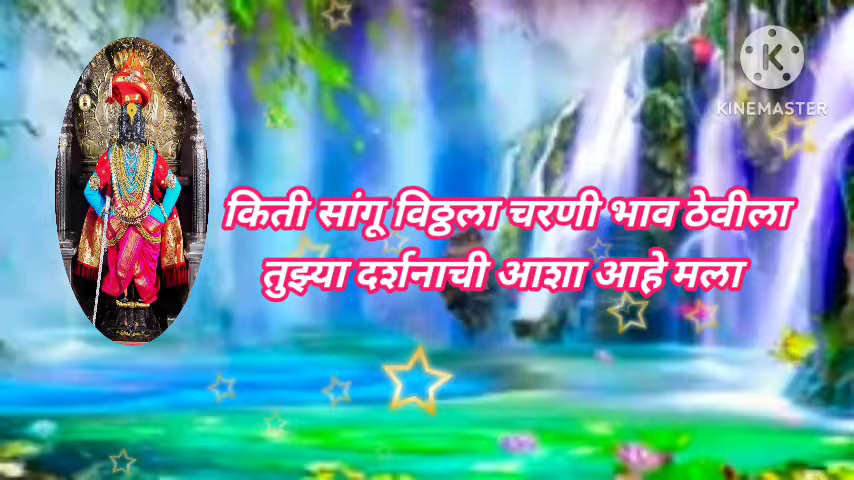 K
KINEMASTER
किती सांगू विठ्ठला चरणी भाव ठेवीला
तुझ्या दर्शनाची आशा आहे मला